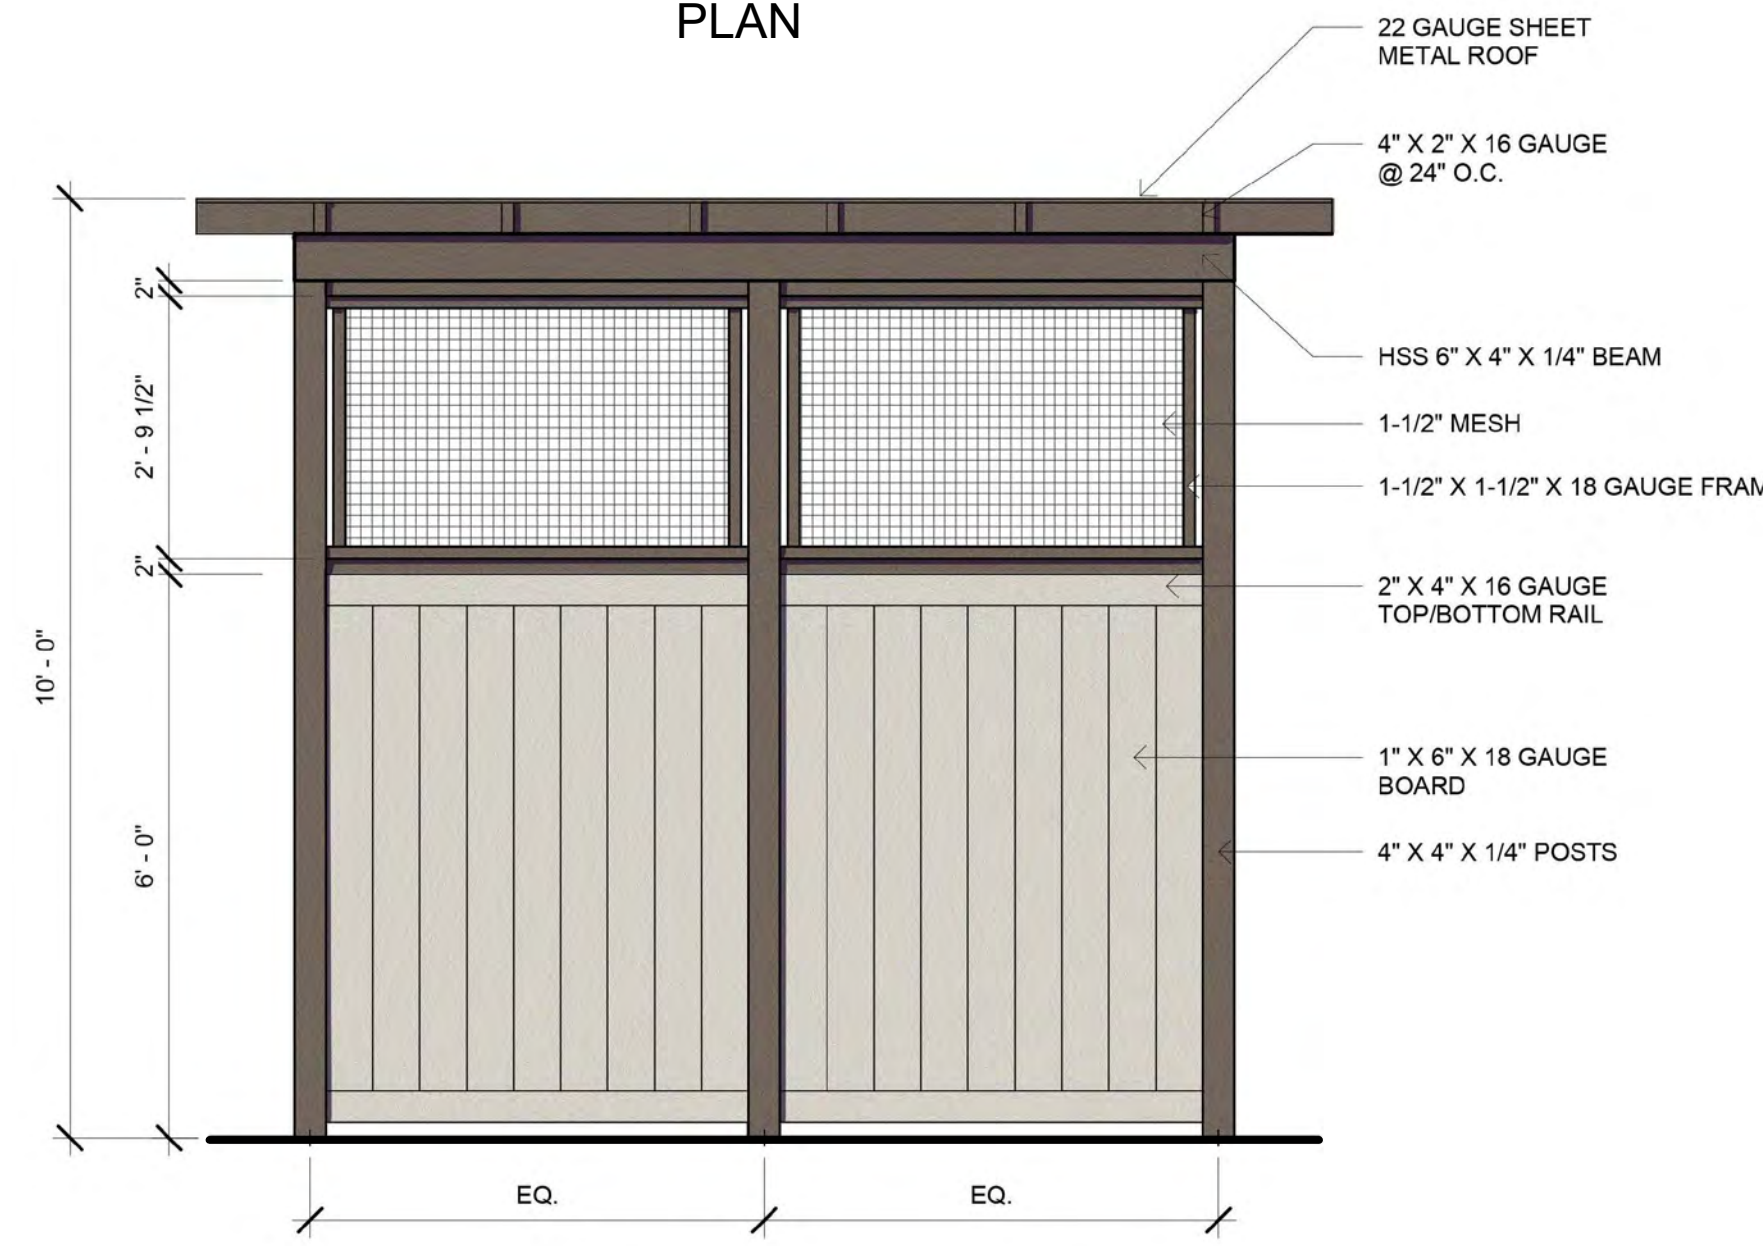 PLAN
22 GAUGE SHEET
METAL ROOF
4" X 2" X 16 GAUGE
@ 24" O.C.
HSS 6" X 4" X 1/4" BEAM
1-1/2" MESH
1-1/2" X 1-1/2" X 18 GAUGE FRAM
2" X 4" X 16 GAUGE
TOP/BOTTOM RAIL
1" X 6" X 18 GAUGE
BOARD
4" X 4" X 1/4" POSTS
2"
2' - 9 1/2"
2"
10' - 0"
6' - 0"
EQ.
EQ.